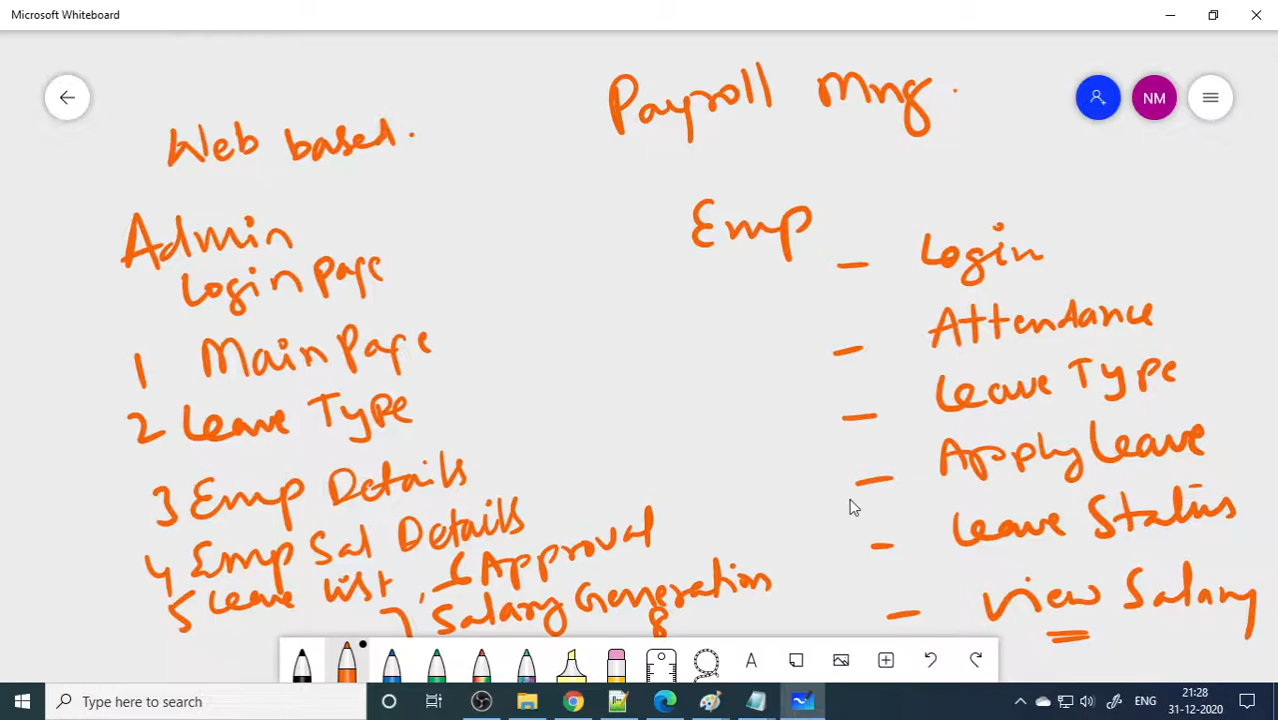 Microsoft Whiteboard
Payroll Mng.
NM
Web based.
Admin
Login Page
1 Main Page
2 Leave Type
3 Emp Details
4 Emp Sal Details
5 Leave List
6 Approval
7 Salary Generation
8
Emp
- Login
- Attendance
- Leave Type
- Apply Leave
- Leave Status
- View Salary
A
Type here to search
ENG
21:28
31-12-2020